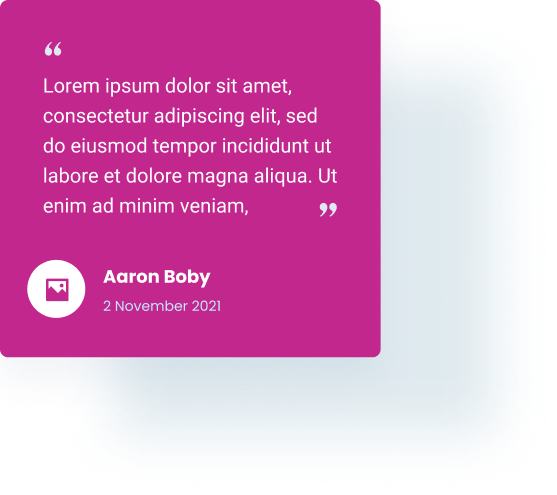 “
Lorem ipsum dolor sit amet,
consectetur adipiscing elit, sed
do eiusmod tempor incididunt ut
labore et dolore magna aliqua. Ut
enim ad minim veniam, ”
Aaron Boby
2 November 2021